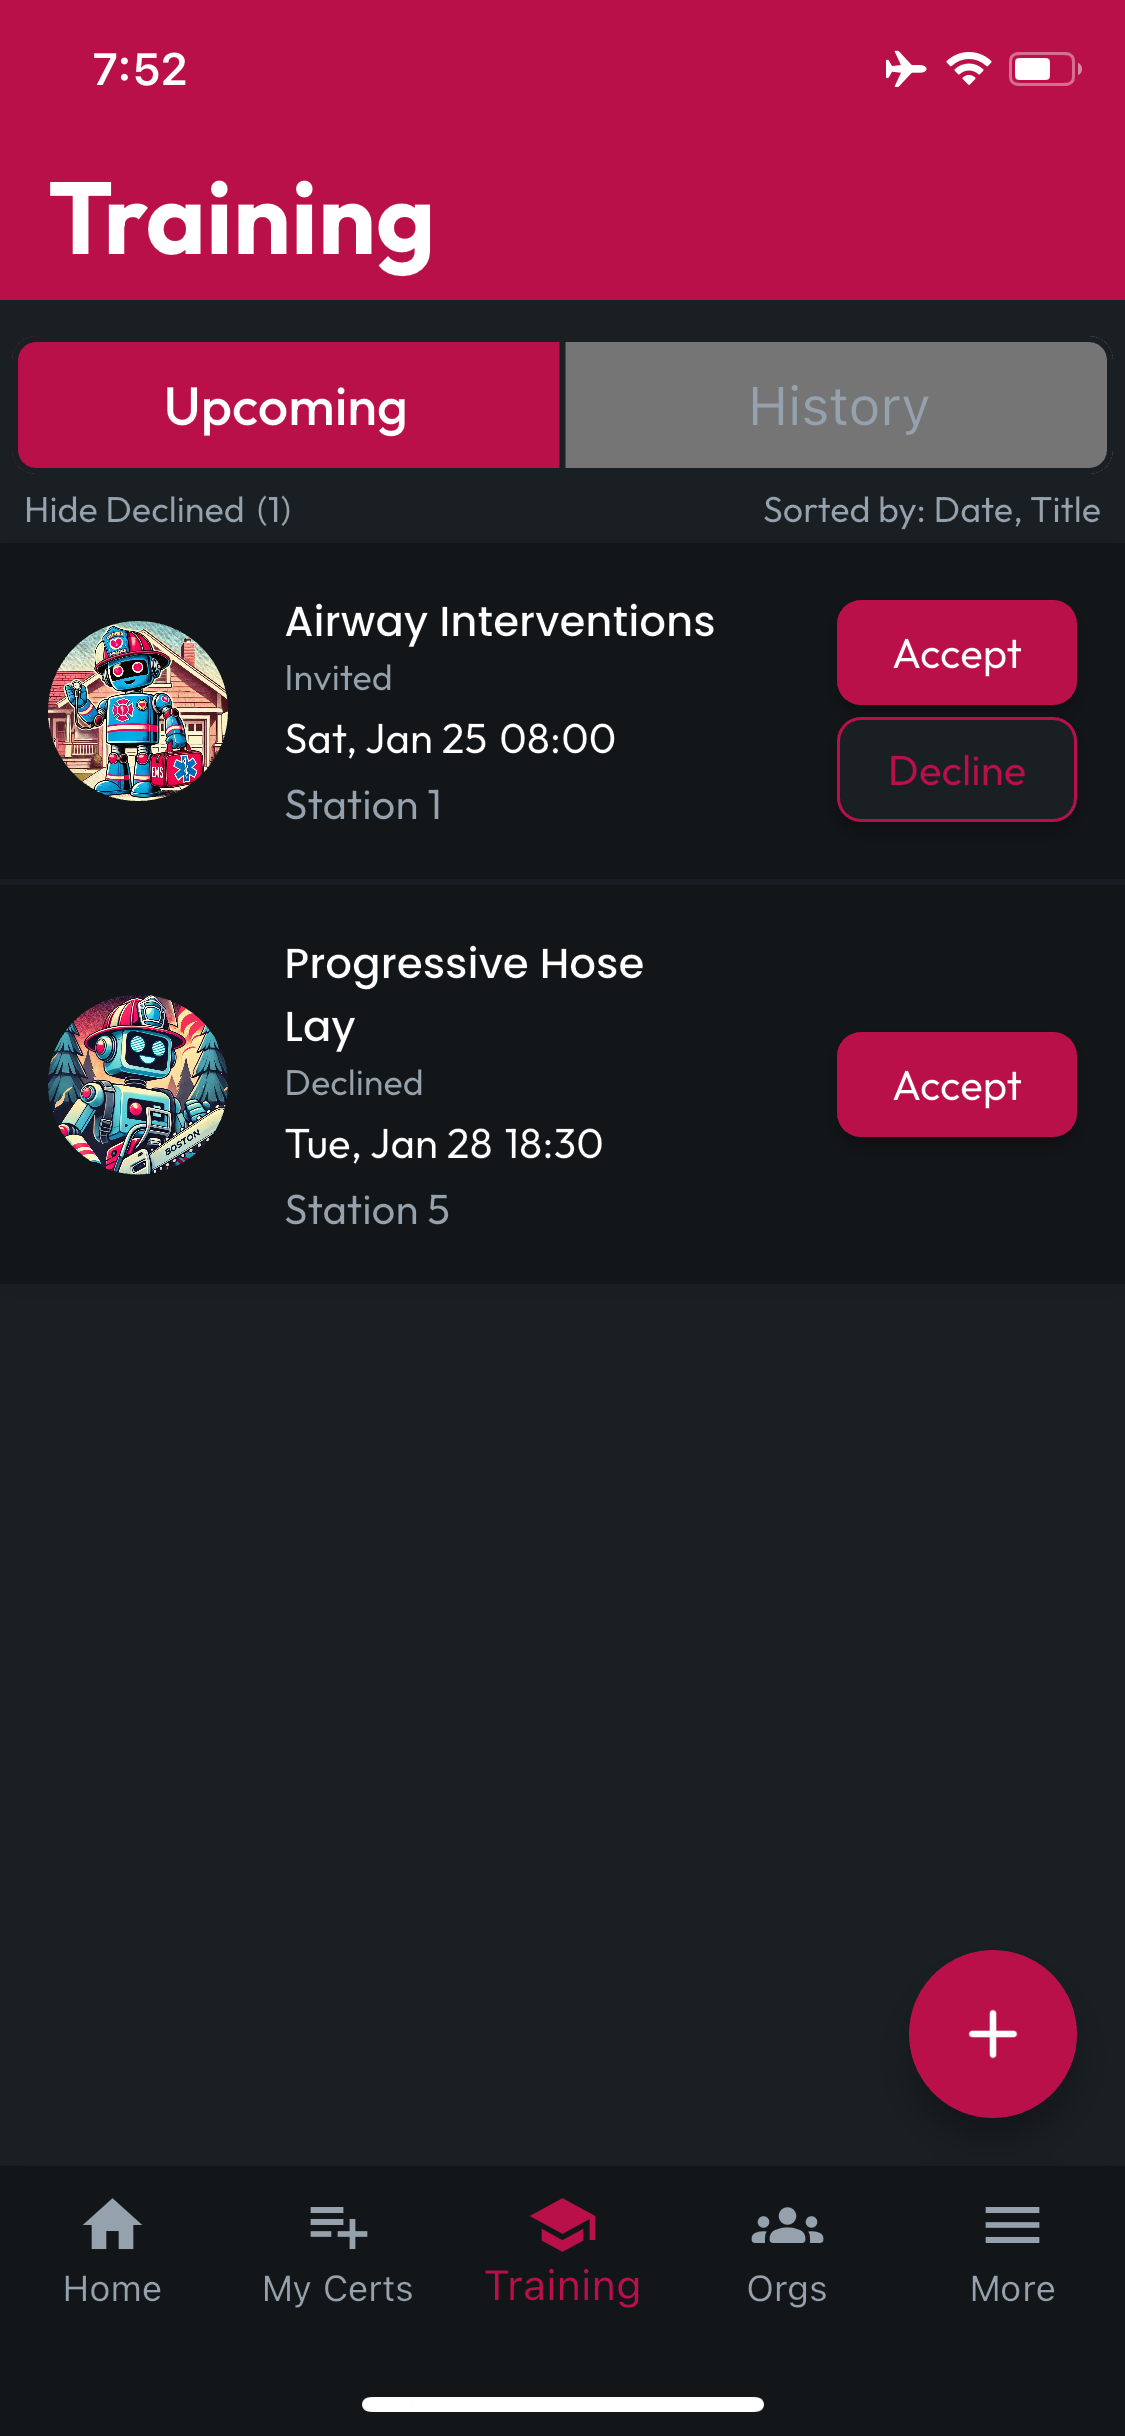 7:52
Training
Upcoming
History
Hide Declined (1)
Sorted by: Date, Title
Airway Interventions
Invited
Sat, Jan 25 08:00
Station 1
Accept
Decline
EMS
Progressive Hose
Lay
Declined
Tue, Jan 28 18:30
Station 5
Accept
BOSTON
Home
My Certs
Training
Orgs
More